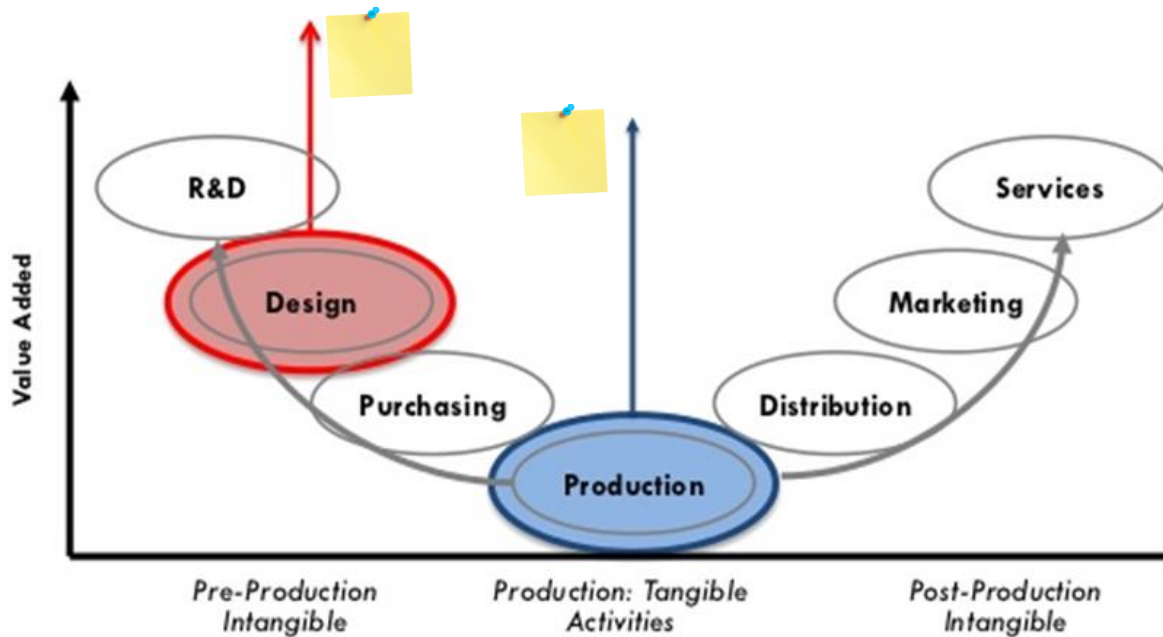 R&D
Services
Design
Marketing
Purchasing
Distribution
Production
Value Added
Pre-Production
Intangible
Production: Tangible
Activities
Post-Production
Intangible